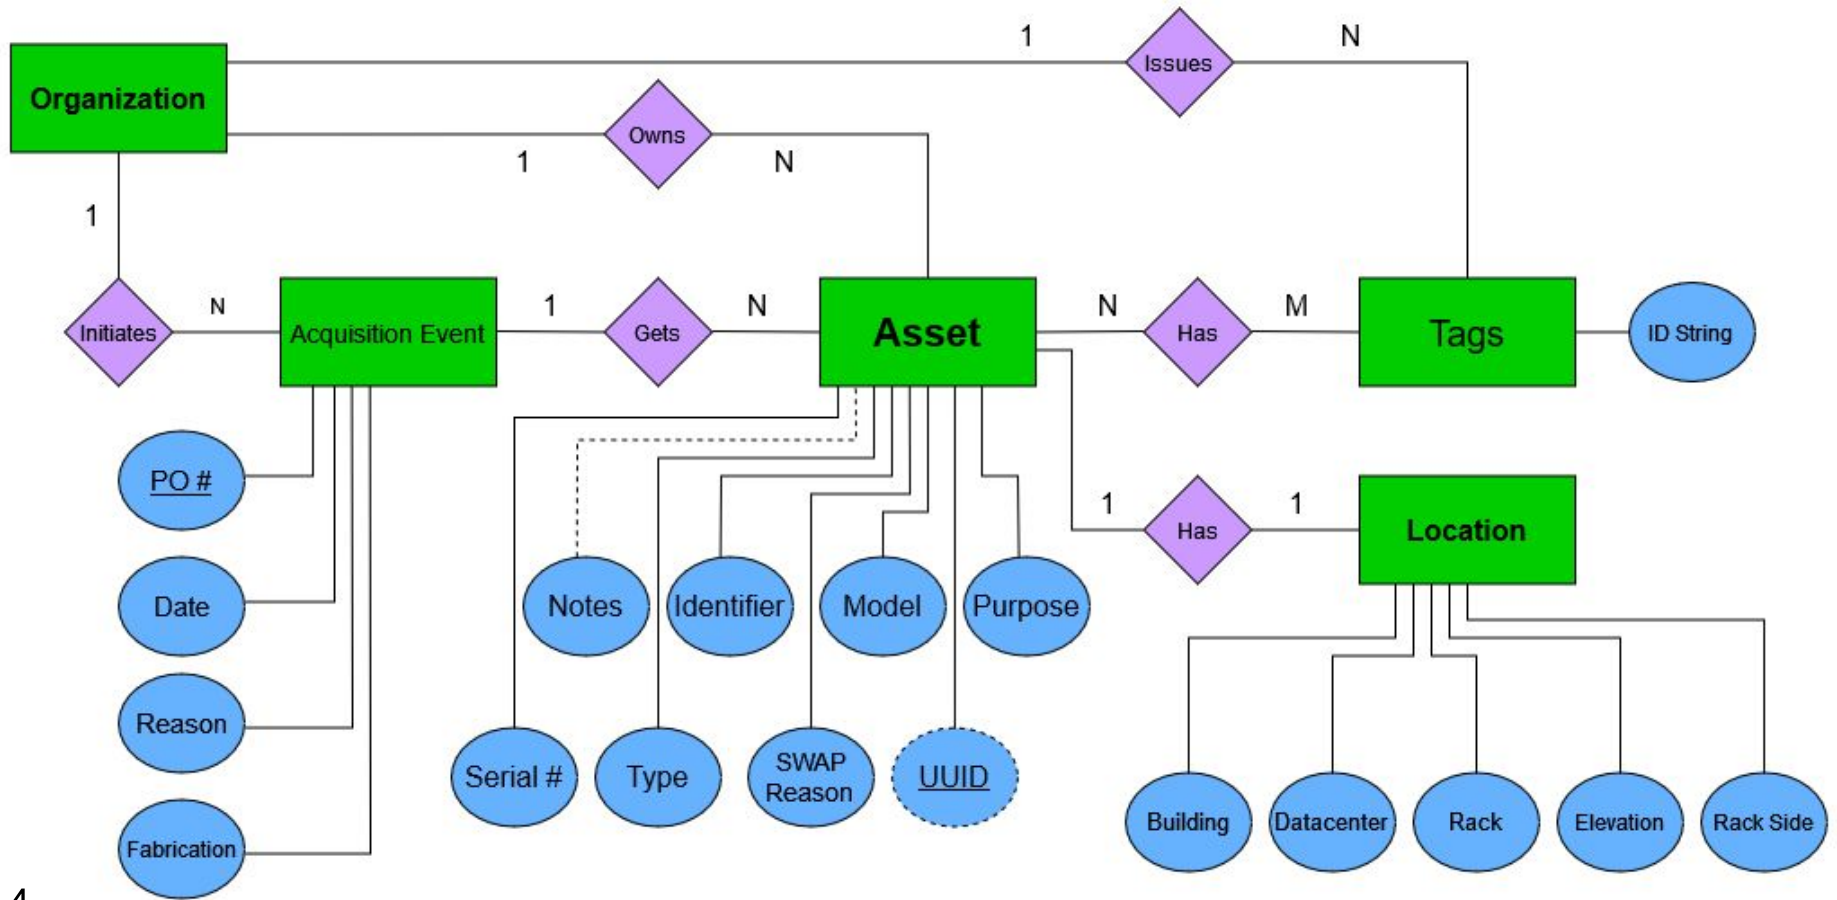 1
N
Issues
Organization
Owns
1
N
1
Initiates
N
Acquisition Event
1
Gets
N
Asset
N
Has
M
Tags
ID String
PO #
Date
Reason
Fabrication
1
Has
1
Location
Notes
Identifier
Model
Purpose
Serial #
Type
SWAP
Reason
UUID
Building
Datacenter
Rack
Elevation
Rack Side
4